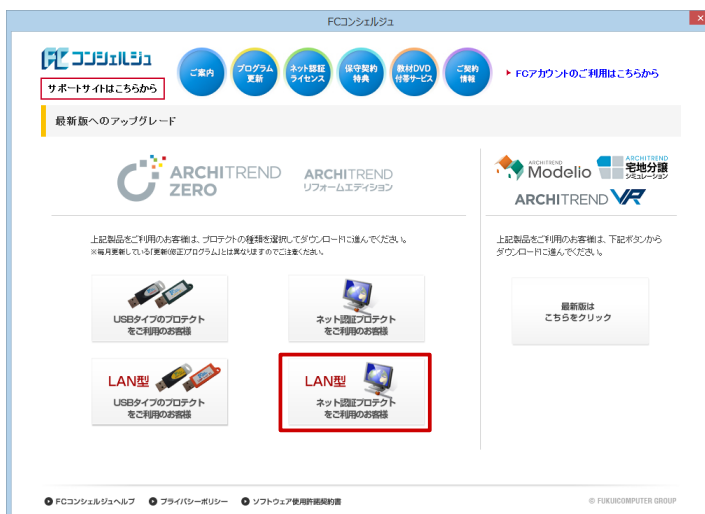 FCコンシェルジュ
FC コンシェルジュ
サポートサイトはこちらから
ご案内
プログラム
更新
ネット認証
ライセンス
保守契約
特典
教材DVD
付帯サービス
ご契約
情報
FCアカウントのご利用はこちらから
最新版へのアップグレード
ARCHITREND
ZERO
ARCHITREND
リフォームエディション
ARCHITREND
Modelio
ARCHITREND
宅地分譲
シミュレーション
ARCHITREND VR
上記製品をご利用のお客様は、プロテクトの種類を選択してダウンロードに進んでください。
※毎月更新している「更新(修正)プログラム」とは異なりますのでご注意ください。
上記製品をご利用のお客様は、下記ボタンから
ダウンロードに進んでください。
USBタイプのプロテクト
をご利用のお客様
ネット認証プロテクト
をご利用のお客様
最新版は
こちらをクリック
LAN型
USBタイプのプロテクト
をご利用のお客様
LAN型
ネット認証プロテクト
をご利用のお客様
FCコンシェルジュヘルプ
プライバシーポリシー
ソフトウェア使用許諾契約書
© FUKUICOMPUTER GROUP